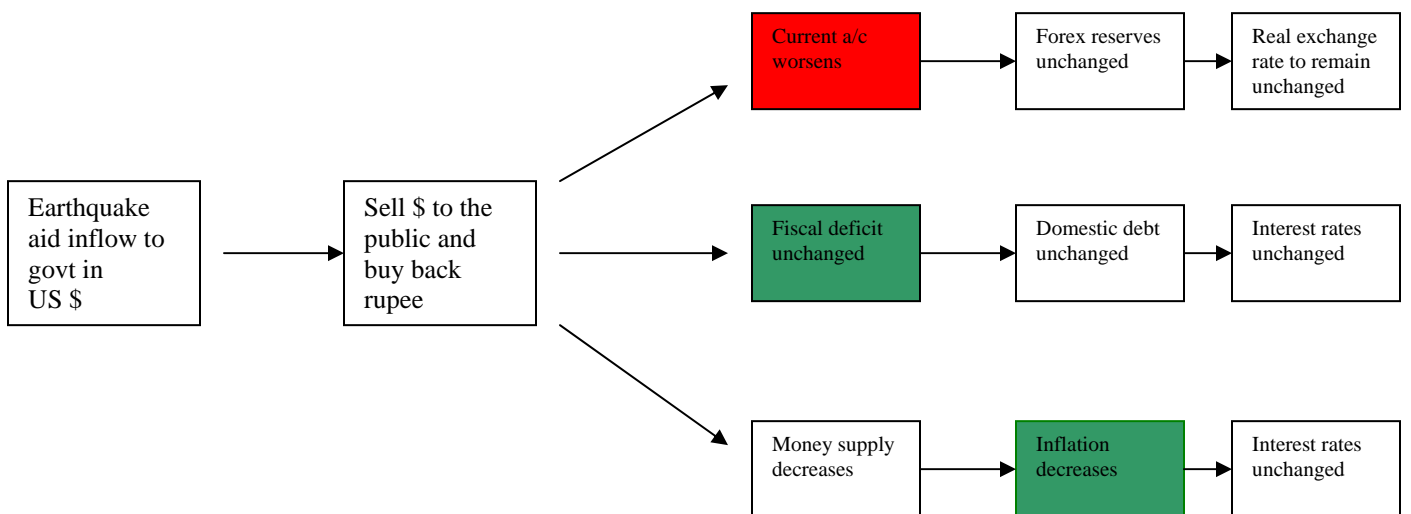 Current a/c
worsens
Forex reserves
unchanged
Real exchange
rate to remain
unchanged
Earthquake
aid inflow to
govt in
US $
Sell $ to the
public and
buy back
rupee
Fiscal deficit
unchanged
Domestic debt
unchanged
Interest rates
unchanged
Money supply
decreases
Inflation
decreases
Interest rates
unchanged